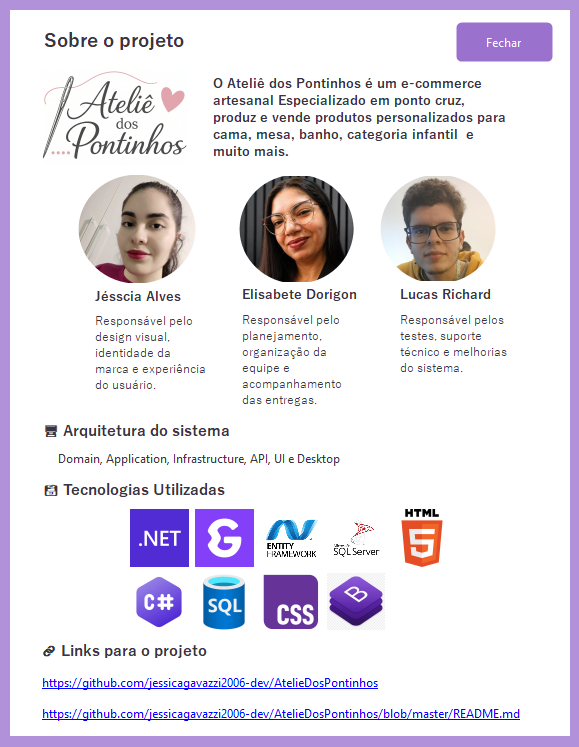 Sobre o projeto
Fechar
Ateliê
dos
Pontinhos
O Ateliê dos Pontinhos é um e-commerce
artesanal Especializado em ponto cruz,
produz e vende produtos personalizados para
cama, mesa, banho, categoria infantil e
muito mais.
Jésscia Alves
Responsável pelo
design visual,
identidade da
marca e experiência
do usuário.
Elisabete Dorigon
Responsável pelo
planejamento,
organização da
equipe e
acompanhamento
das entregas.
Lucas Richard
Responsável pelos
testes, suporte
técnico e melhorias
do sistema.
Arquitetura do sistema
Domain, Application, Infrastructure, API, UI e Desktop
Tecnologias Utilizadas
.NET
G
ENTITY
FRAMEWORK
SQL Server
HTML
5
C#
SQL
CSS
B
Links para o projeto
https://github.com/jessicagavazzi2006-dev/AtelieDosPontinhos
https://github.com/jessicagavazzi2006-dev/AtelieDosPontinhos/blob/master/README.md